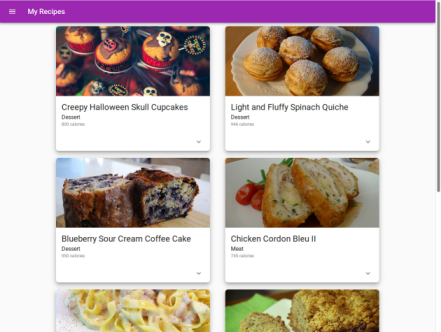 My Recipes
Creepy Halloween Skull Cupcakes
Dessert
800 calories
Light and Fluffy Spinach Quiche
Dessert
946 calories
Blueberry Sour Cream Coffee Cake
Dessert
950 calories
Chicken Cordon Bleu II
Meat
749 calories